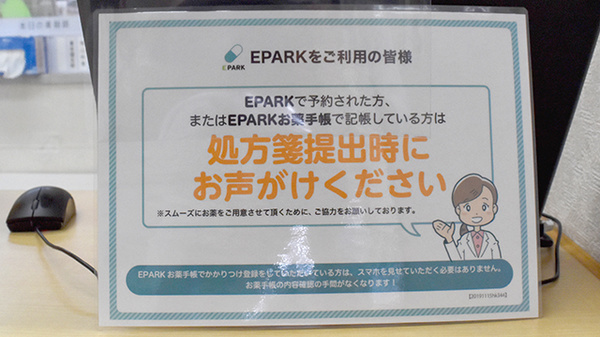 EPARK
EPARKをご利用の皆様
EPARKで予約された方、
またはEPARKお薬手帳で記帳している方は
処方箋提出時に
お声がけください
※スムーズにお薬をご用意させて頂くために、ご協力をお願いしております。
EPARK お薬手帳でかかりつけ登録をしていただいている方は、スマホを見せていただく必要はありません。
お薬手帳の内容確認の手間がなくなります！